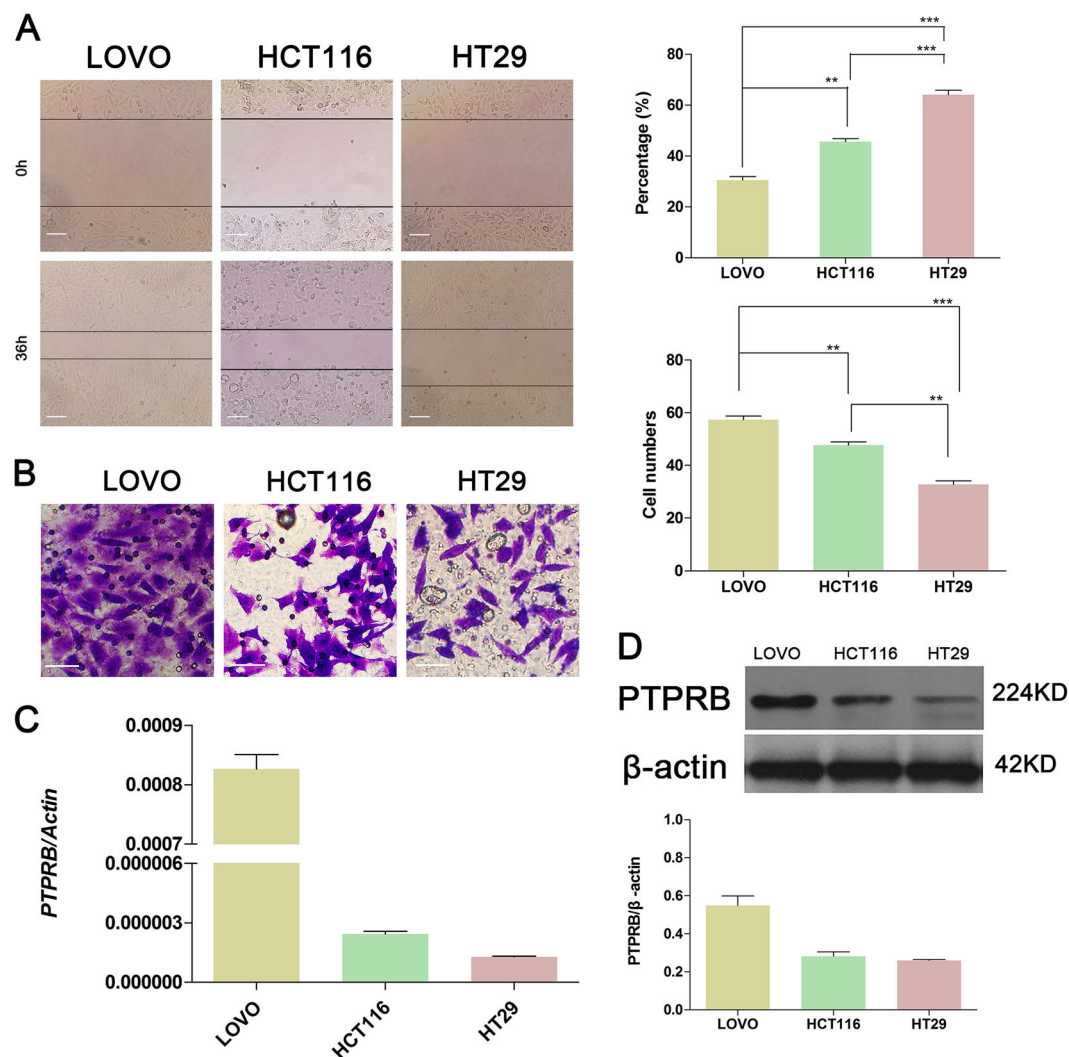 A
LOVO
HCT116
HT29
0h
36h
Percentage (%)
80
60
40
20
0
***
***
**
LOVO
HCT116
HT29
Cell numbers
80
60
40
20
0
***
**
**
LOVO
HCT116
HT29
B
LOVO
HCT116
HT29
C
PTPRB/Actin
0.0009
0.0008
0.0007
0.000006
0.000003
0.000000
LOVO
HCT116
HT29
D
LOVO
HCT116
HT29
PTPRB
224KD
β-actin
42KD
PTPRB/β -actin
1.0
0.8
0.6
0.4
0.2
0.0
LOVO
HCT116
HT29